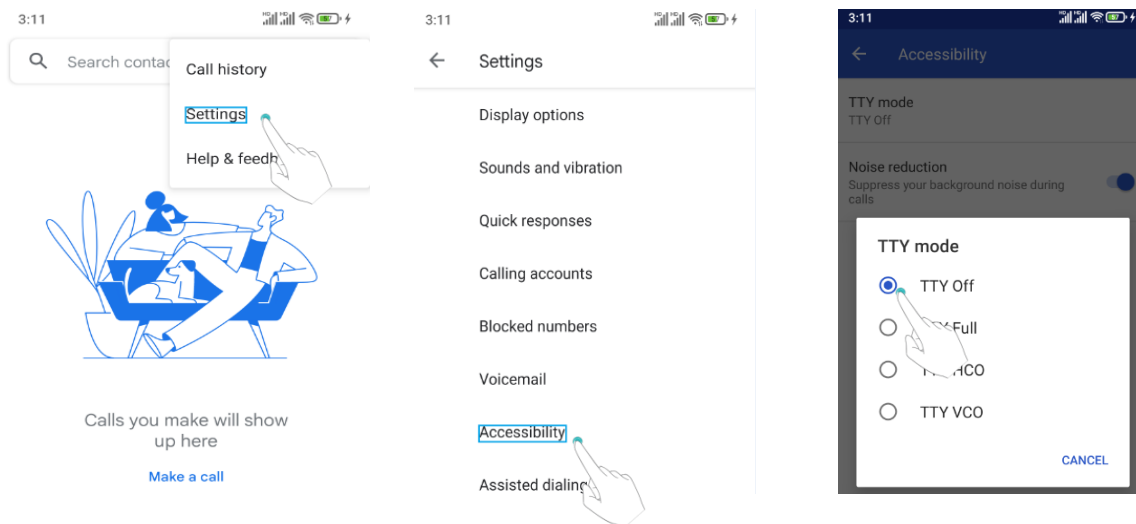 3:11
Search contac
Call history
Settings
Help & feedb
Calls you make will show
up here
Make a call
3:11
Settings
Display options
Sounds and vibration
Quick responses
Calling accounts
Blocked numbers
Voicemail
Accessibility
Assisted dialing
3:11
Accessibility
TTY mode
TTY Off
Noise reduction
Suppress your background noise during
calls
TTY mode
TTY Off
Full
HCO
TTY VCO
CANCEL